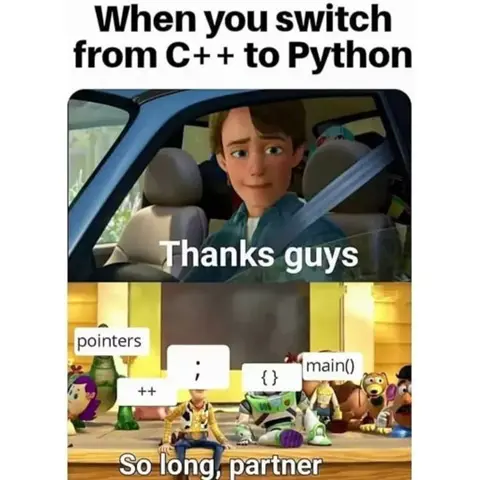 When you switch
from C++ to Python
Thanks guys
pointers
++
;
{}
main()
So long, partner